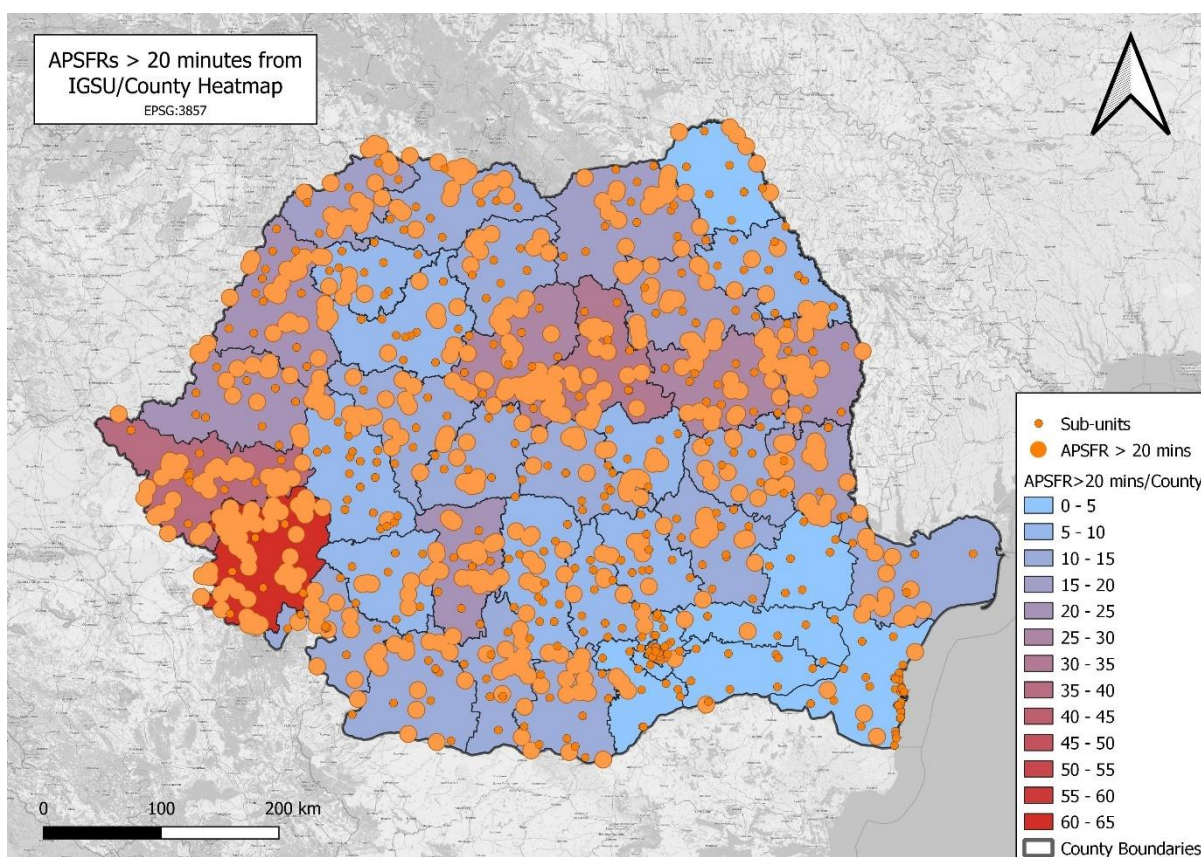 APSFRs > 20 minutes from
IGSU/County Heatmap
EPSG:3857
Sub-units
APSFR > 20 mins
APSFR>20 mins/County
0 - 5
5 - 10
10 - 15
15 - 20
20 - 25
25 - 30
30 - 35
35 - 40
40 - 45
45 - 50
50 - 55
55 - 60
60 - 65
County Boundaries
0 100 200 km